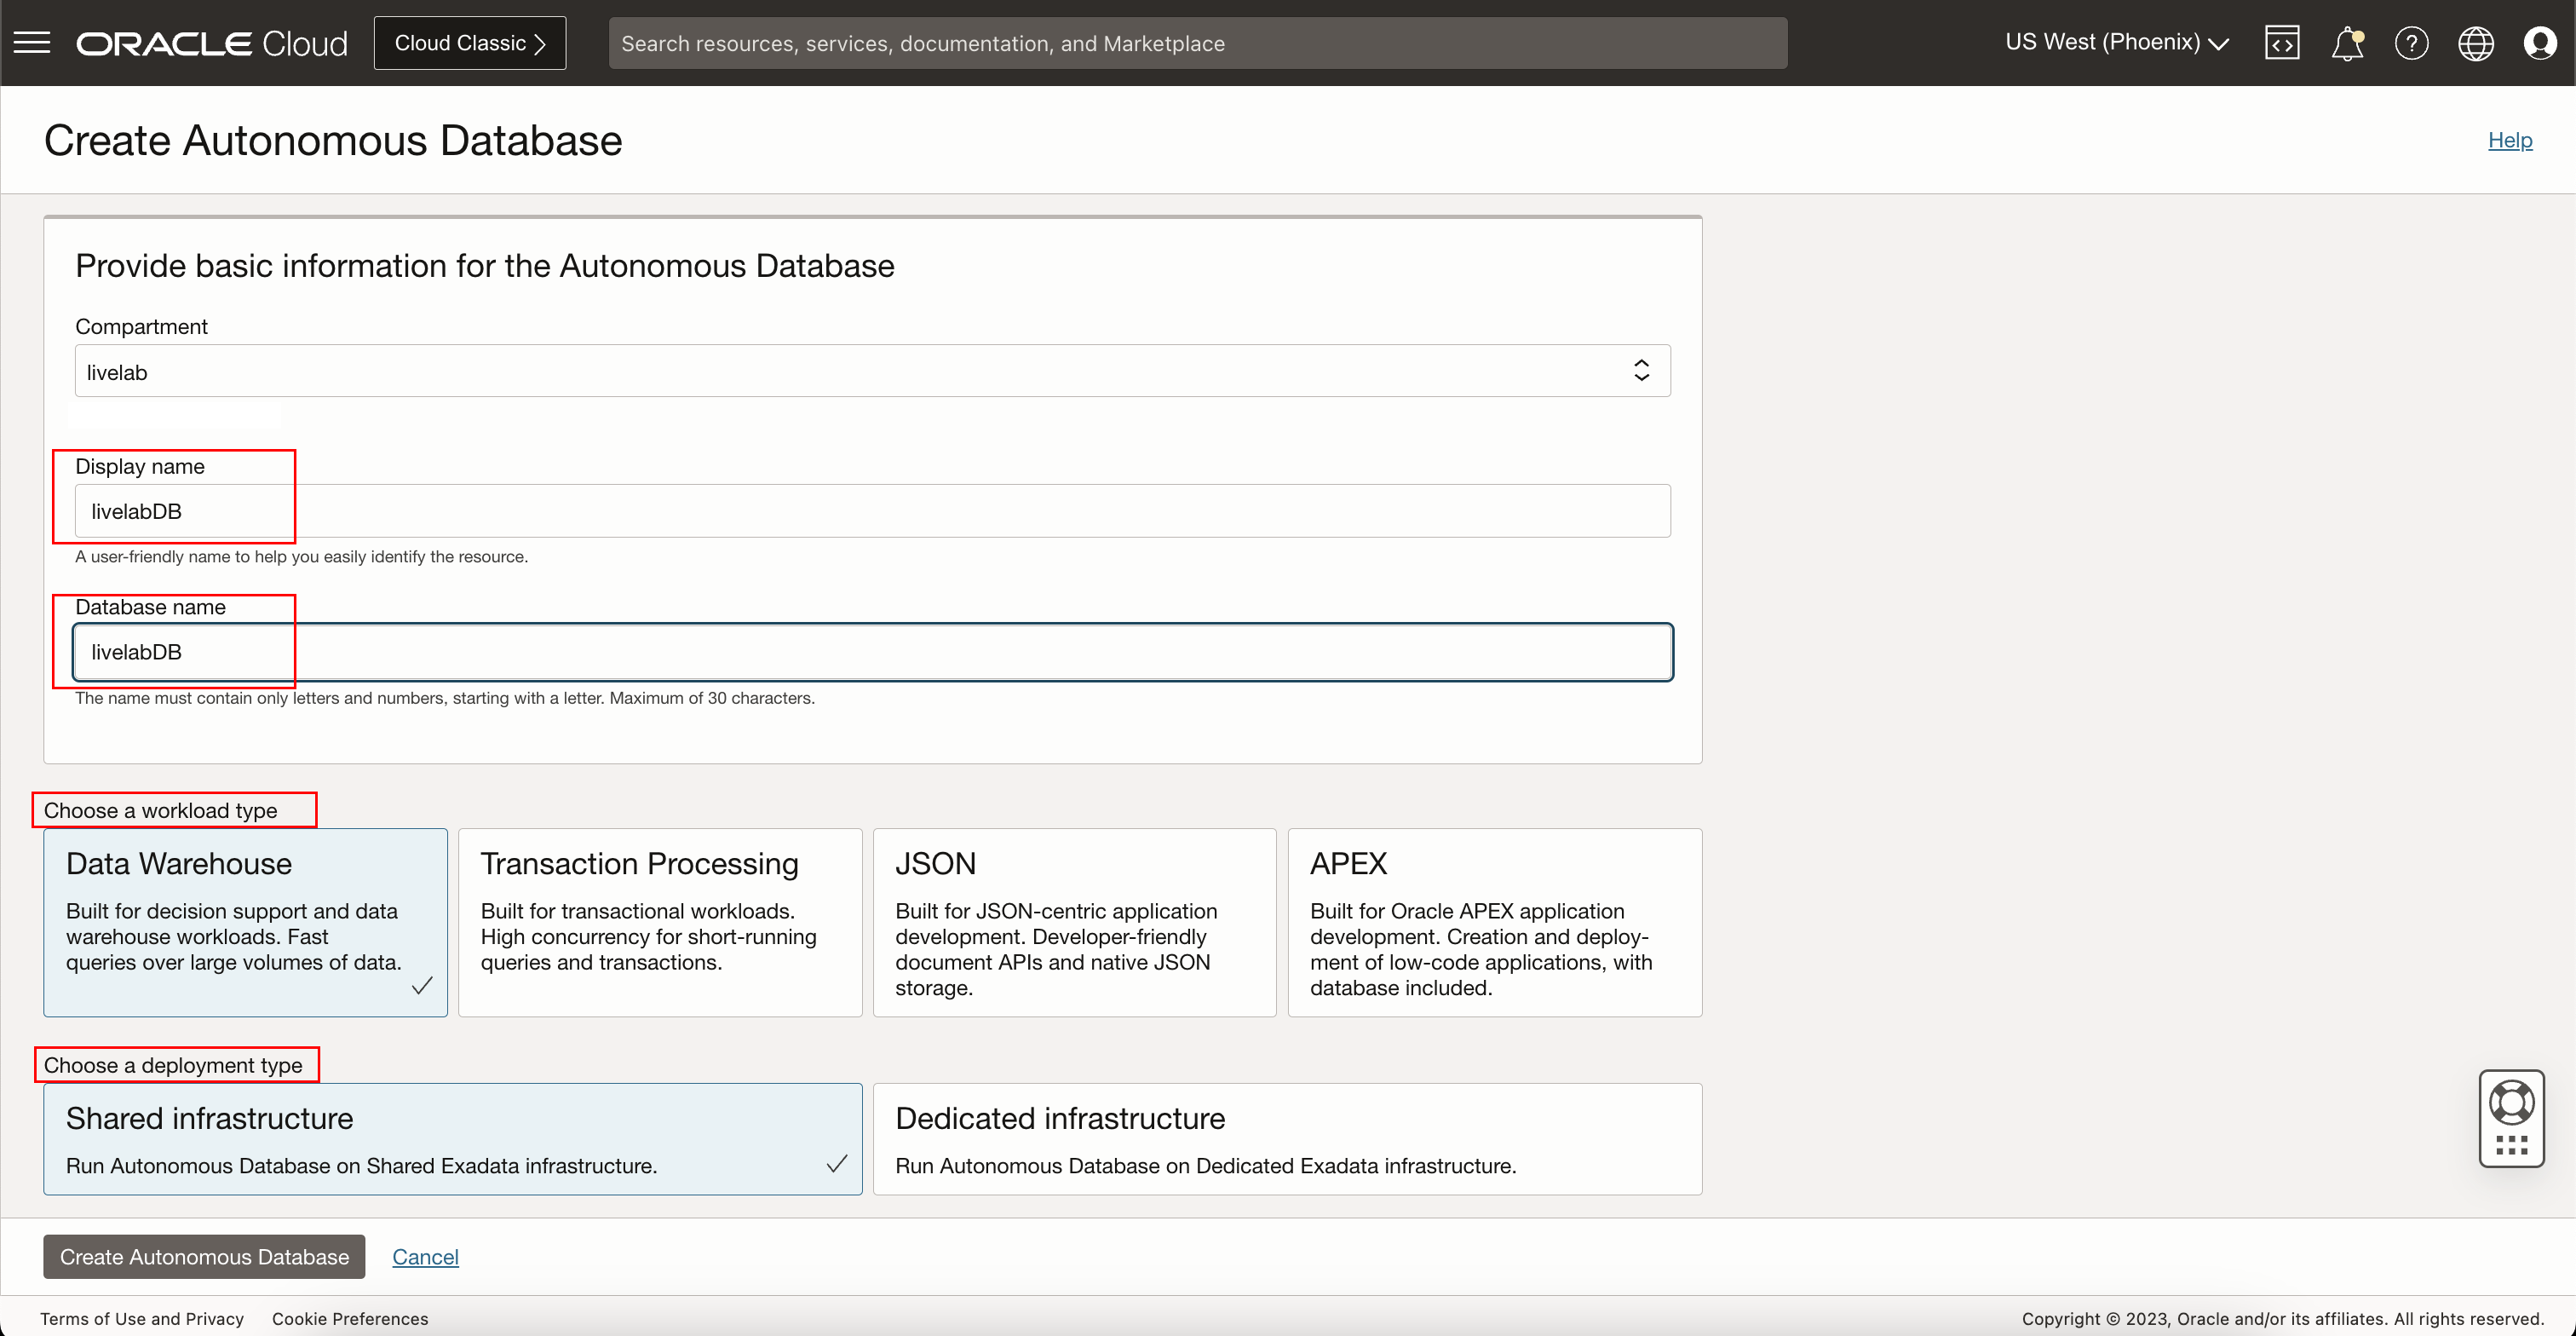 ORACLE Cloud
Cloud Classic
Search resources, services, documentation, and Marketplace
US West (Phoenix)
Create Autonomous Database
Help
Provide basic information for the Autonomous Database
Compartment
livelab
Display name
livelabDB
A user-friendly name to help you easily identify the resource.
Database name
livelabDB
The name must contain only letters and numbers, starting with a letter. Maximum of 30 characters.
Choose a workload type
Data Warehouse
Built for decision support and data
warehouse workloads. Fast
queries over large volumes of data.
Transaction Processing
Built for transactional workloads.
High concurrency for short-running
queries and transactions.
JSON
Built for JSON-centric application
development. Developer-friendly
document APIs and native JSON
storage.
APEX
Built for Oracle APEX application
development. Creation and deploy-
ment of low-code applications, with
database included.
Choose a deployment type
Shared infrastructure
Run Autonomous Database on Shared Exadata infrastructure.
Dedicated infrastructure
Run Autonomous Database on Dedicated Exadata infrastructure.
Create Autonomous Database
Cancel
Terms of Use and Privacy
Cookie Preferences
Copyright © 2023, Oracle and/or its affiliates. All rights reserved.